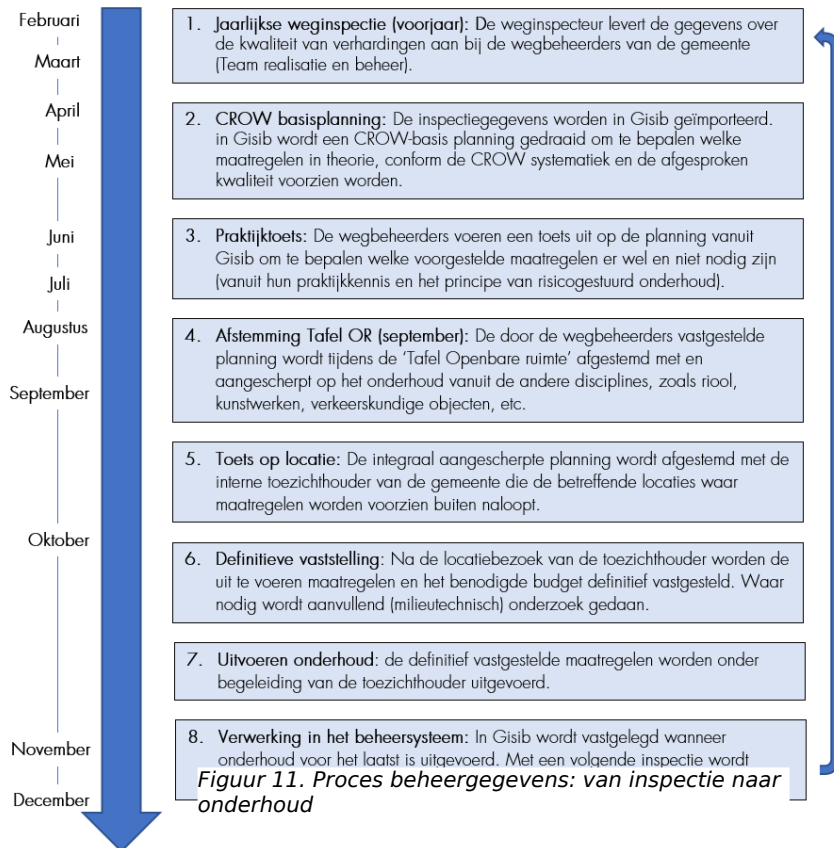 Februari
Maart
April
Mei
Juni
Juli
Augustus
September
Oktober
November
December
1. Jaarlijkse weginspectie (voorjaar): De weginspecteur levert de gegevens over
de kwaliteit van verhardingen aan bij de wegbeheerders van de gemeente
(Team realisatie en beheer).
2. CROW basisplanning: De inspectiegegevens worden in Gisib geïmporteerd.
in Gisib wordt een CROW-basis planning gedraaid om te bepalen welke
maatregelen in theorie, conform de CROW systematiek en de afgesproken
kwaliteit voorzien worden.
3. Praktijktoets: De wegbeheerders voeren een toets uit op de planning vanuit
Gisib om te bepalen welke voorgestelde maatregelen er wel en niet nodig zijn
(vanuit hun praktijkkennis en het principe van risicogestuurd onderhoud).
4. Afstemming Tafel OR (september): De door de wegbeheerders vastgestelde
planning wordt tijdens de ‘Tafel Openbare ruimte’ afgestemd met en
aangescherpt op het onderhoud vanuit de andere disciplines, zoals riool,
kunstwerken, verkeerskundige objecten, etc.
5. Toets op locatie: De integraal aangescherpte planning wordt afgestemd met de
interne toezichthouder van de gemeente die de betreffende locaties waar
maatregelen worden voorzien buiten naloopt.
6. Definitieve vaststelling: Na de locatiebezoek van de toezichthouder worden de
uit te voeren maatregelen en het benodigde budget definitief vastgesteld. Waar
nodig wordt aanvullend (milieutechnisch) onderzoek gedaan.
7. Uitvoeren onderhoud: de definitief vastgestelde maatregelen worden onder
begeleiding van de toezichthouder uitgevoerd.
8. Verwerking in het beheersysteem: In Gisib wordt vastgelegd wanneer
onderhoud voor het laatst is uitgevoerd. Met een volgende inspectie wordt
Figuur 11. Proces beheergegevens: van inspectie naar
onderhoud